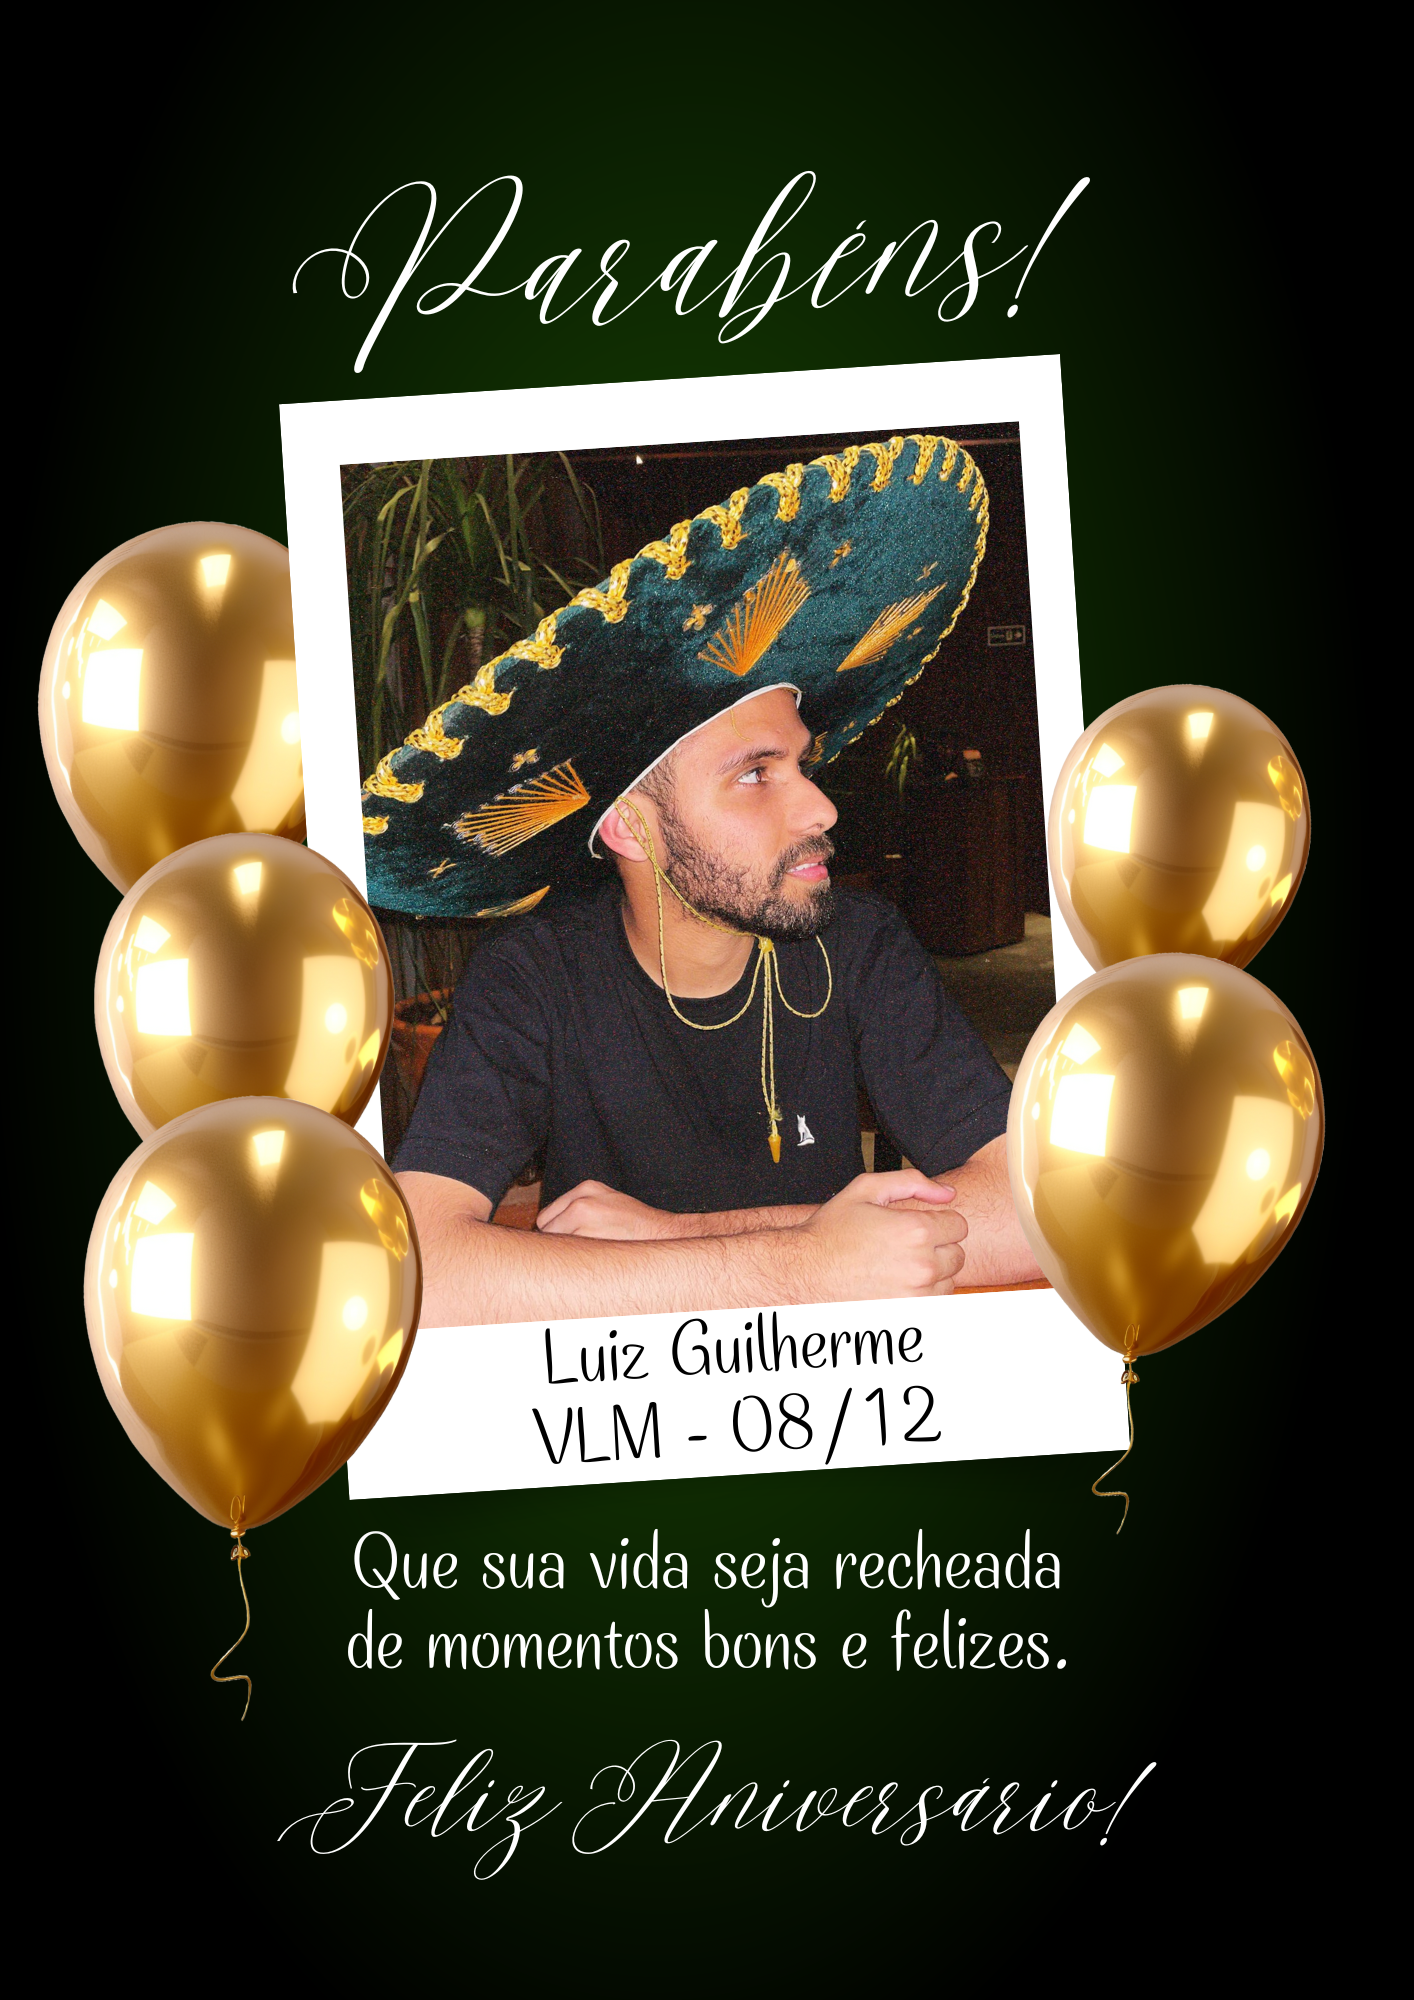 Parabéns!
Luiz Guilherme
VLM - 08/12
Que sua vida seja recheada
de momentos bons e felizes.
Feliz Aniversário!